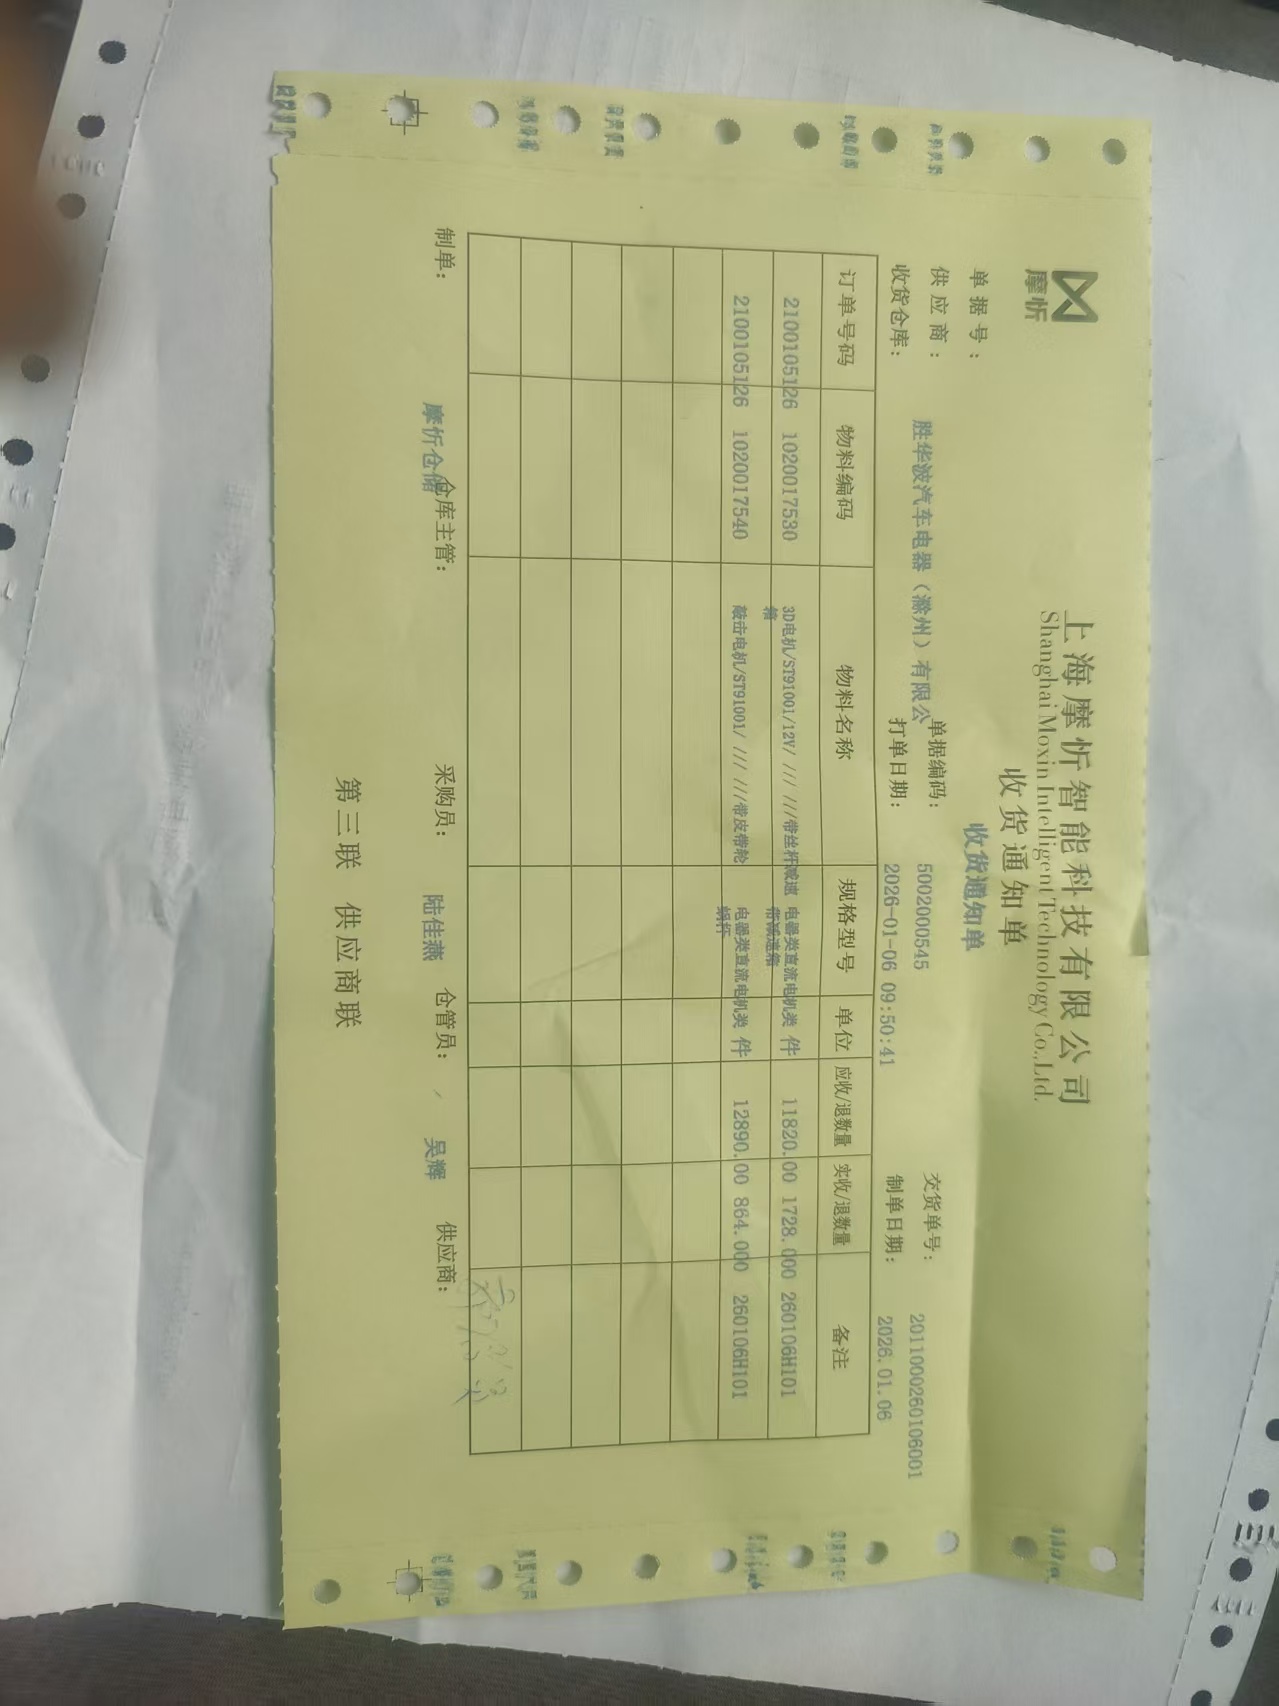 摩忻
上海摩忻智能科技有限公司
Shanghai Moxin Intelligent Technology Co.,Ltd.
收货通知单
收货通知单
单据号：
供应商： 胜华波汽车电器（滁州）有限公 单据编码： 5002000545 交货单号： 2011000260106001
收货仓库： 打单日期： 2026-01-06 09:50:41 制单日期： 2026.01.06
订单号码 物料编码 物料名称 规格型号 单位 应收/退数量 实收/退数量 备注
2100105126 1020017530 3D电机/ST91001/12V/ /// ///带丝杆减速箱 电器类直流电机类带减速箱 件 11820.00 1728.000 260106H101
2100105126 1020017540 敲击电机/ST91001/ /// ///带皮带轮 电器类直流电机类蜗杆 件 12890.00 864.000 260106H101
制单： 摩忻仓储 仓库主管： 采购员： 陆佳燕 仓管员： 吴辉 供应商：
第三联 供应商联